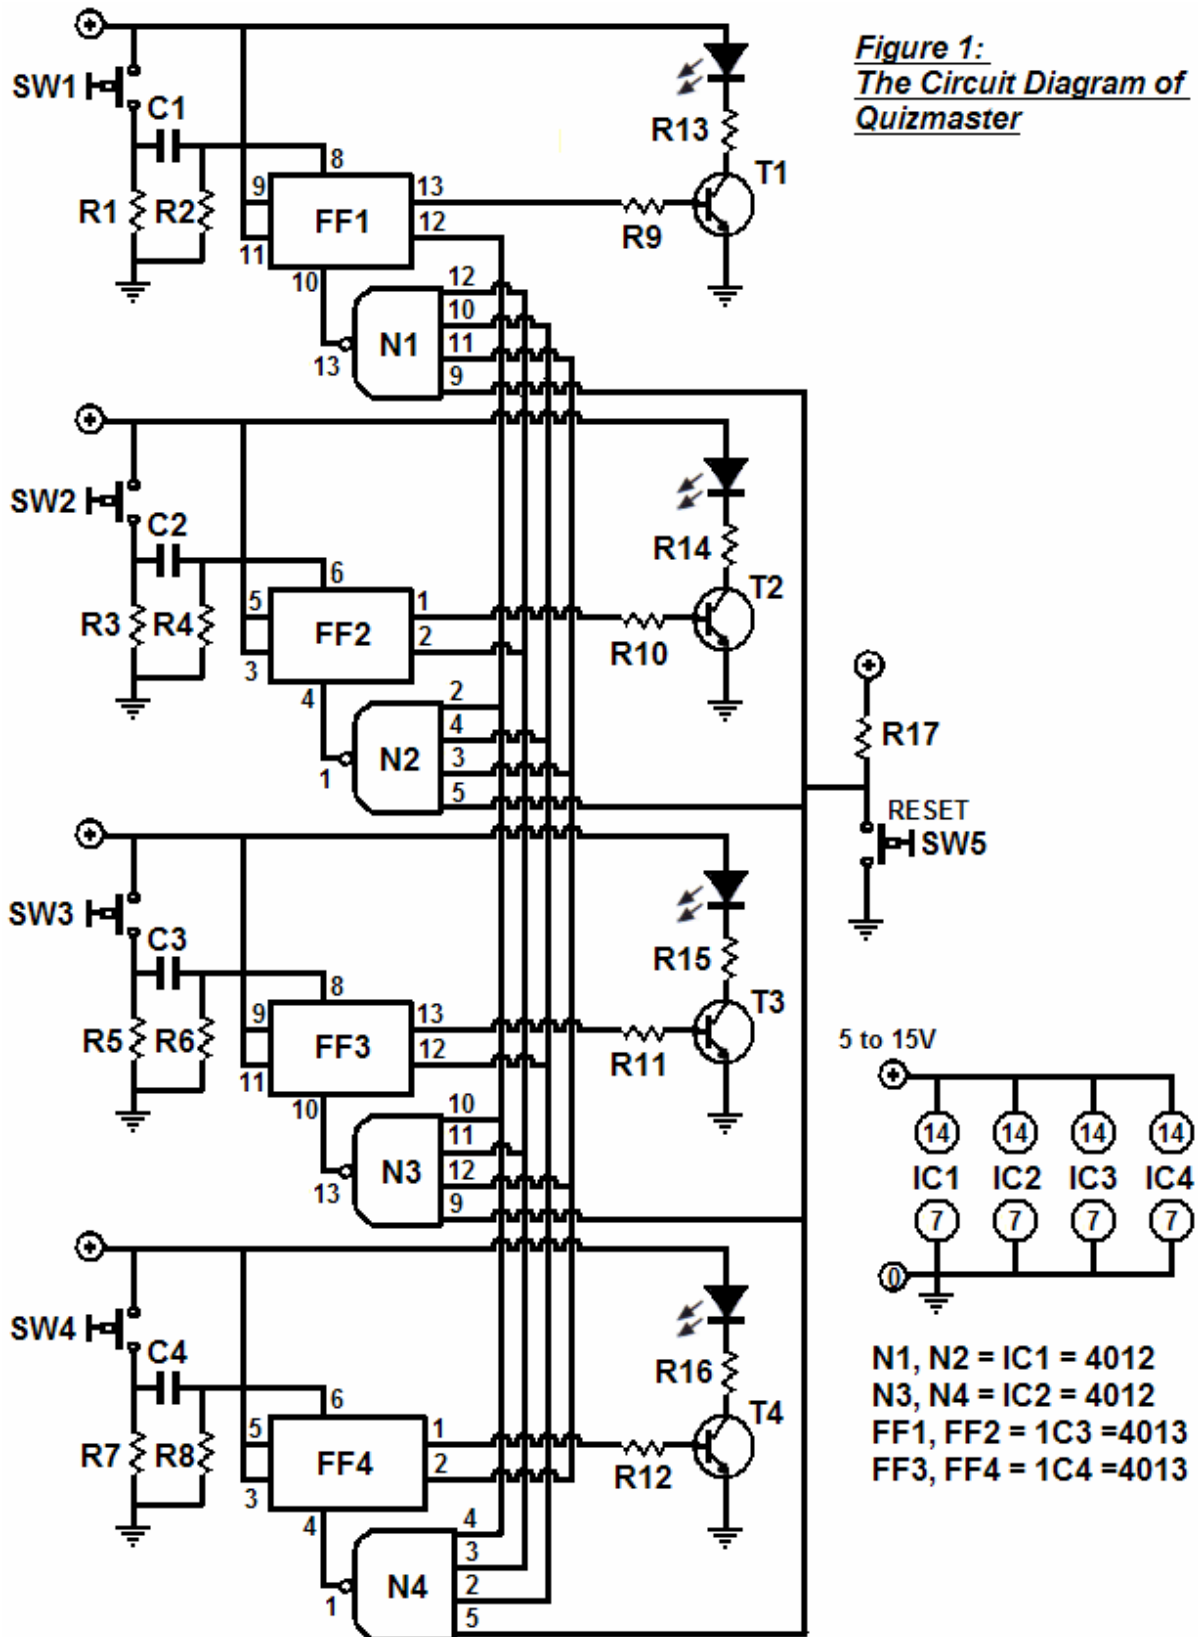 Figure 1:
The Circuit Diagram of
Quizmaster
+
SW1
C1
R1
R2
8
9
11
10
FF1
13
12
R9
R13
T1
12
10
11
9
N1
13
+
SW2
C2
R3
R4
6
5
3
4
FF2
1
2
R10
R14
T2
2
4
3
5
N2
1
+
R17
RESET
SW5
+
SW3
C3
R5
R6
8
9
11
10
FF3
13
12
R11
R15
T3
10
11
12
9
N3
13
5 to 15V
+
14 14 14 14
IC1 IC2 IC3 IC4
7 7 7 7
0
+
SW4
C4
R7
R8
6
5
3
4
FF4
1
2
R12
R16
T4
4
3
2
5
N4
1
N1, N2 = IC1 = 4012
N3, N4 = IC2 = 4012
FF1, FF2 = 1C3 =4013
FF3, FF4 = 1C4 =4013